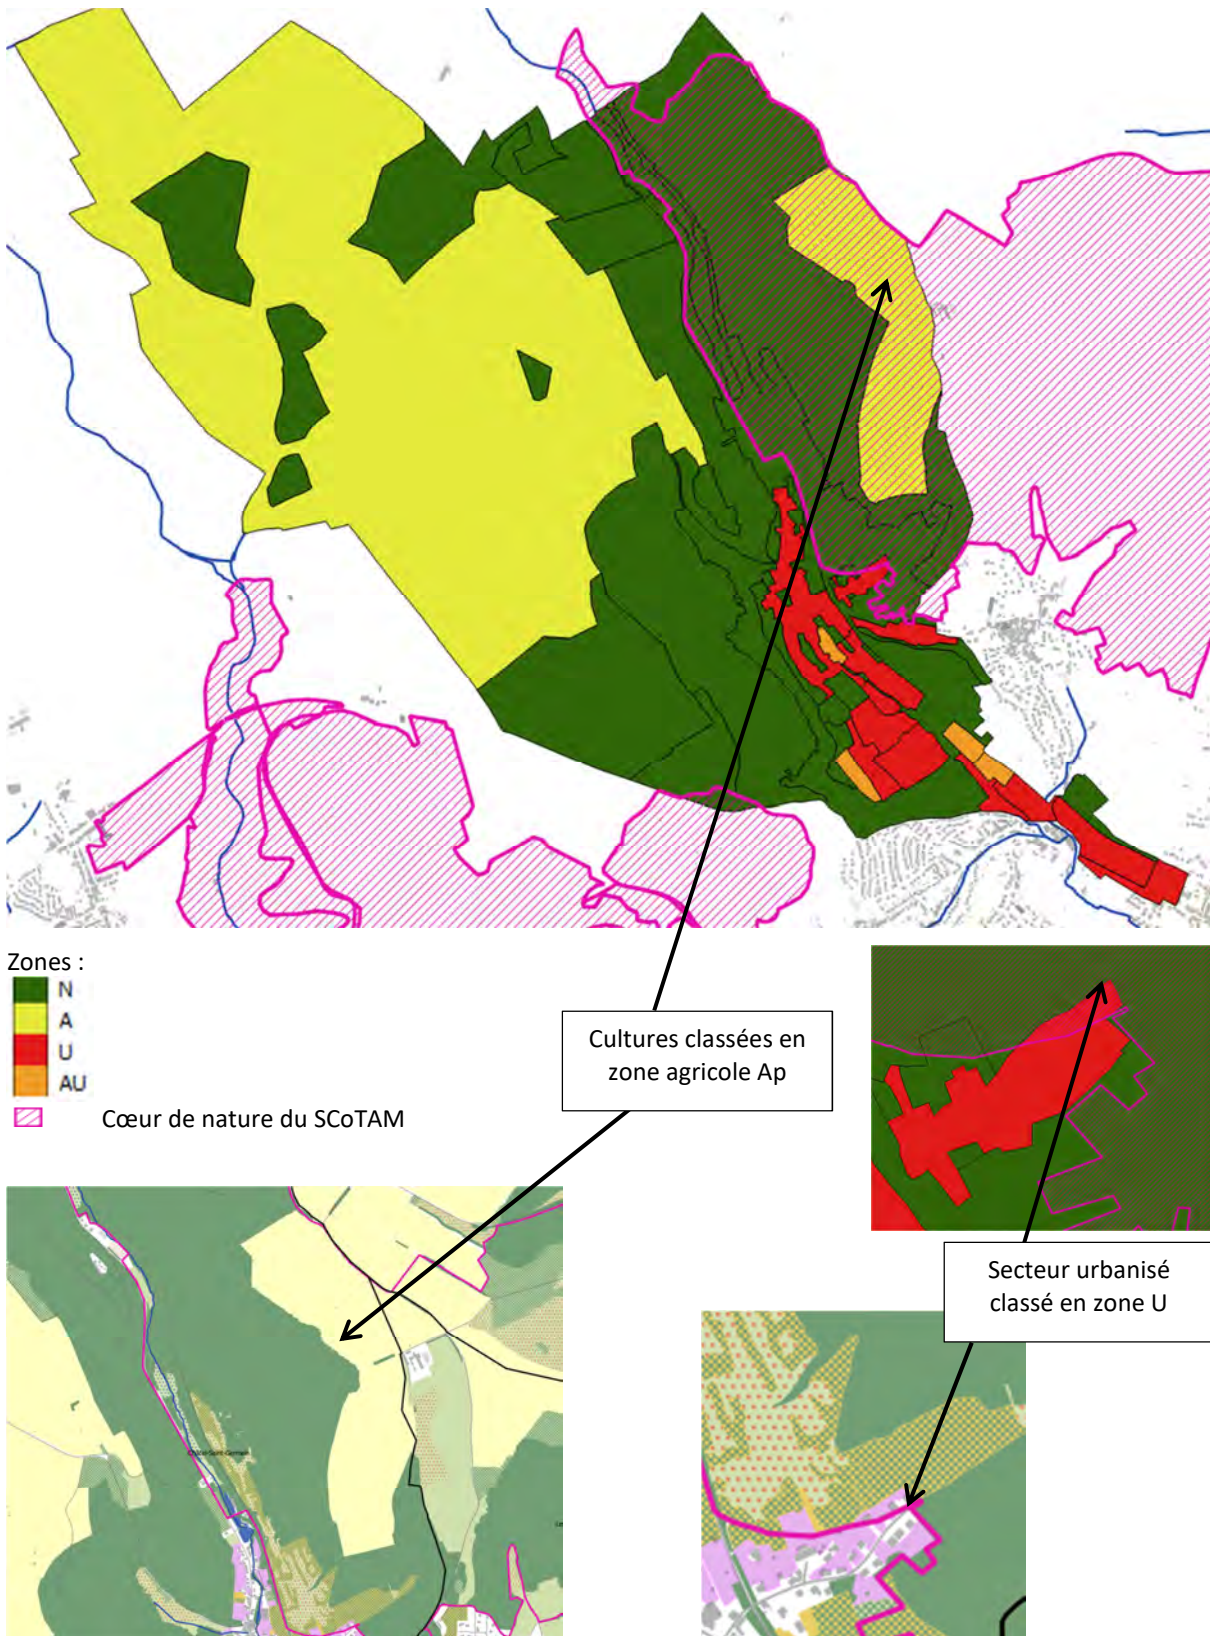 Zones :
N
A
U
AU
Cœur de nature du SCoTAM
Cultures classées en
zone agricole Ap
Secteur urbanisé
classé en zone U